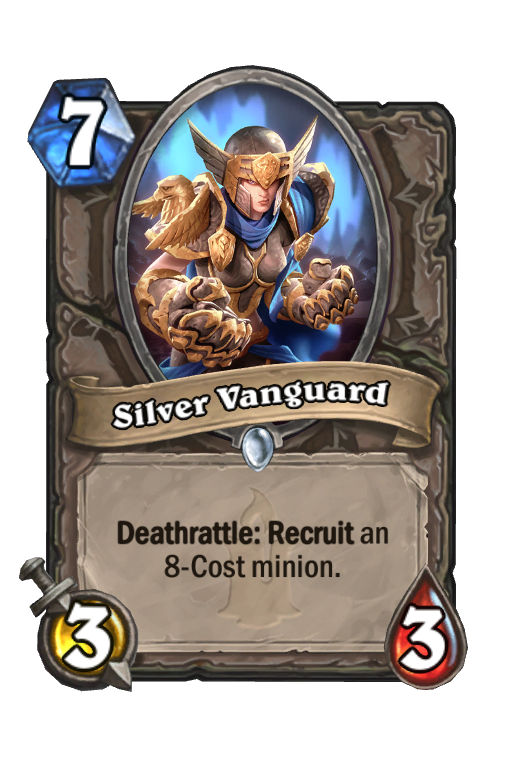 7
Silver Vanguard
Deathrattle: Recruit an
8-Cost minion.
3
3